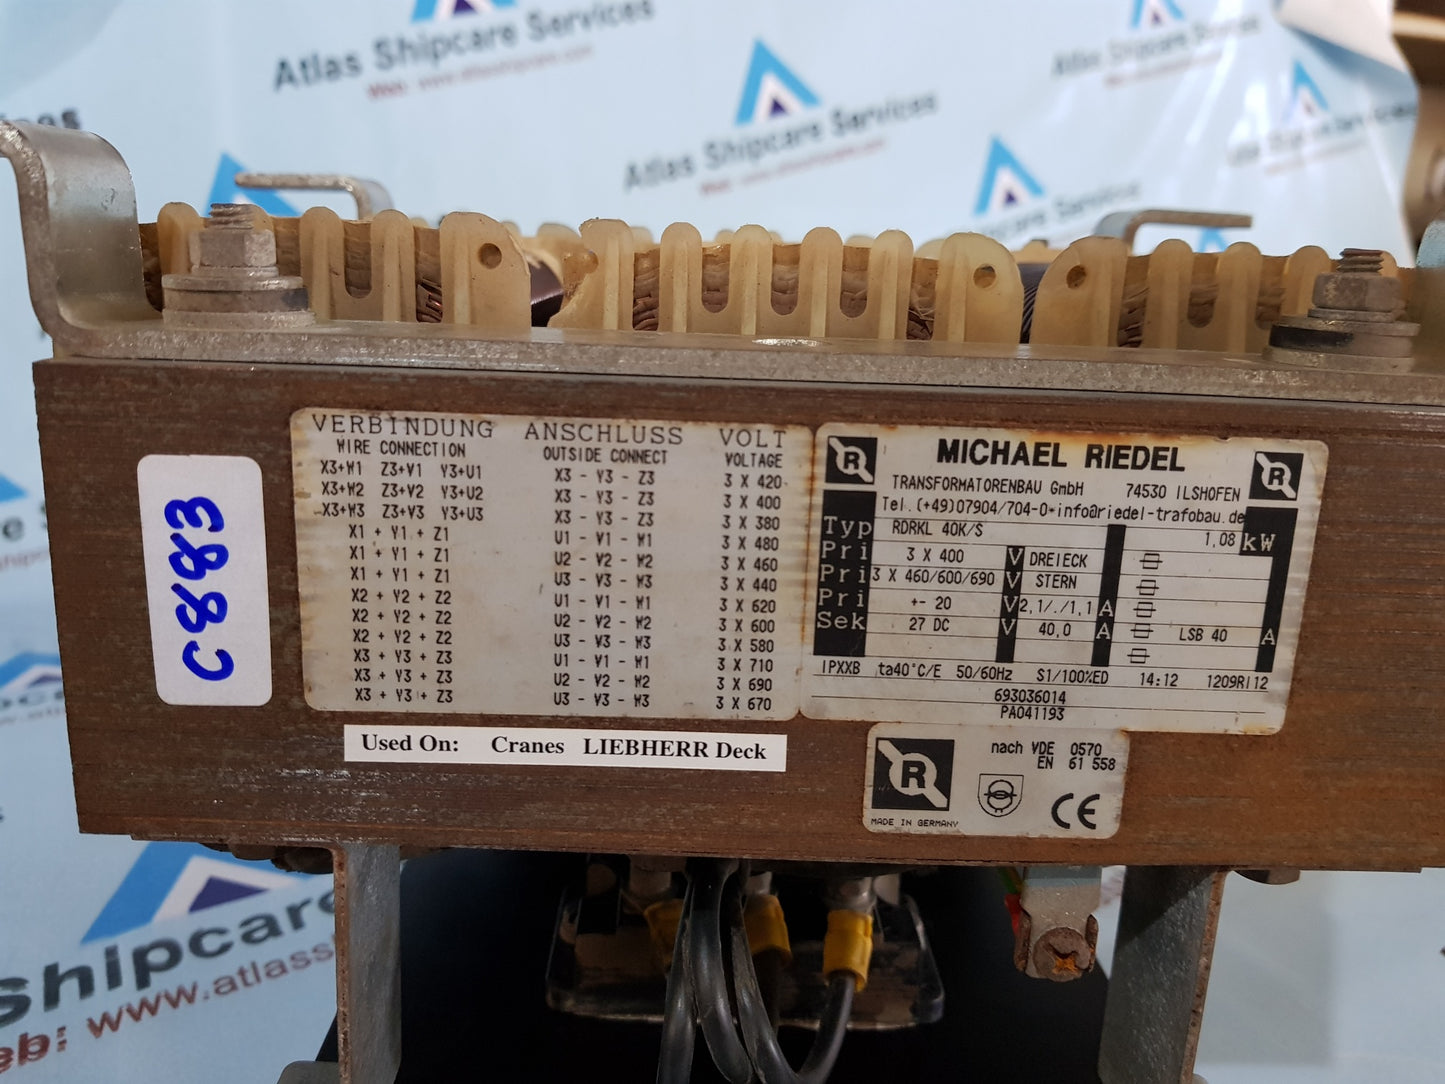 Atlas Shipcare Services
Web: www.atlasshipcare.com
Atlas Shipcare Services
C883
VERBINDUNG ANSCHLUSS VOLT
WIRE CONNECTION OUTSIDE CONNECT VOLTAGE
X3+W1 Z3+V1 Y3+U1 X3 - Y3 - Z3 3 X 420
X3+W2 Z3+V2 Y3+U2 X3 - Y3 - Z3 3 X 400
X3+W3 Z3+V3 Y3+U3 X3 - Y3 - Z3 3 X 380
X1 + Y1 + Z1 U1 - V1 - W1 3 X 480
X1 + Y1 + Z1 U2 - V2 - W2 3 X 460
X1 + Y1 + Z1 U3 - V3 - W3 3 X 440
X2 + Y2 + Z2 U1 - V1 - W1 3 X 620
X2 + Y2 + Z2 U2 - V2 - W2 3 X 600
X2 + Y2 + Z2 U3 - V3 - W3 3 X 580
X3 + Y3 + Z3 U1 - V1 - W1 3 X 710
X3 + Y3 + Z3 U2 - V2 - W2 3 X 690
X3 + Y3 + Z3 U3 - V3 - W3 3 X 670
R MICHAEL RIEDEL R
TRANSFORMATORENBAU GmbH 74530 ILSHOFEN
Tel.(+49)07904/704-0*info@riedel-trafobau.de
Typ RDRKL 40K/S 1,08 kW
Pri 3 X 400 V DREIECK
Pri 3 X 460/600/690 V STERN
Pri +- 20 V 2,1/./1,1 A
Sek 27 DC V 40,0 A LSB 40 A
IPXXB ta40°C/E 50/60Hz S1/100%ED 14:12 1209RI12
693036014
PA041193
Used On: Cranes LIEBHERR Deck
R nach VDE 0570
EN 61 558
MADE IN GERMANY CE